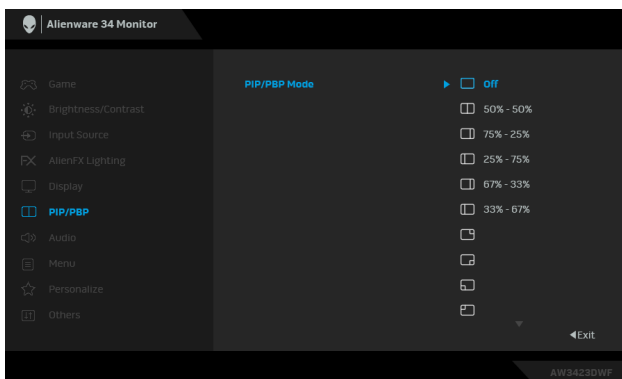 Alienware 34 Monitor
Game
PIP/PBP Mode
Off
Brightness/Contrast
50% - 50%
Input Source
75% - 25%
FX
AlienFX Lighting
25% - 75%
Display
67% - 33%
PIP/PBP
33% - 67%
Audio
Menu
Personalize
Others
Exit
AW3423DWF